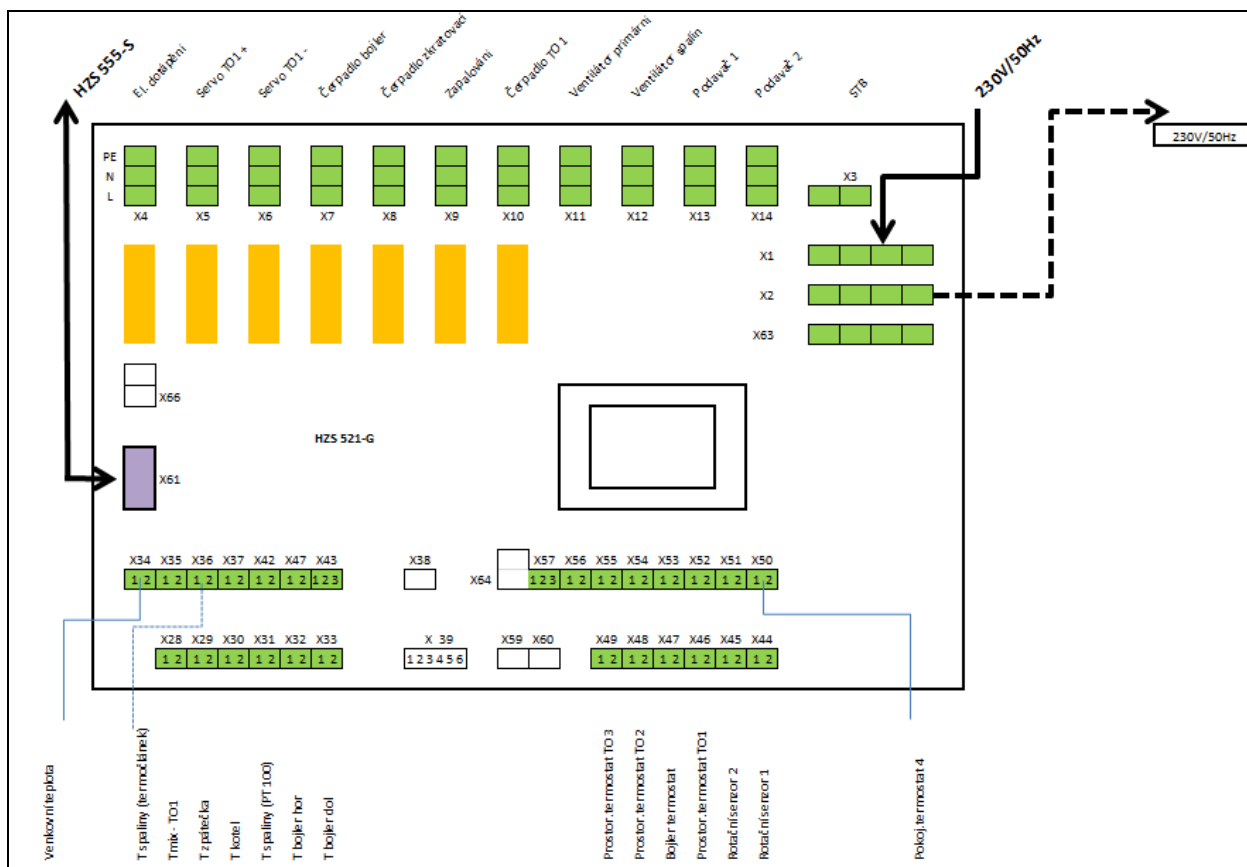 HZS 555-S
El. dotápění
Servo TO1 +
Servo TO1 -
Čerpadlo bojler
Čerpadlo zkratovací
Zapalování
Čerpadlo TO 1
Ventilátor primární
Ventilátor spalin
Podavač 1
Podavač 2
STB
230V/50Hz
230V/50Hz
PE
N
L
X3
X4 X5 X6 X7 X8 X9 X10 X11 X12 X13 X14
X1
X2
X63
X66
HZS 521-G
X61
X34 X35 X36 X37 X42 X47 X43 X38 X57 X56 X55 X54 X53 X52 X51 X50
X64
1 2 1 2 1 2 1 2 1 2 1 2 1 2 3 1 2 3 1 2 1 2 1 2 1 2 1 2 1 2 1 2
X28 X29 X30 X31 X32 X33 X 39 X59 X60 X49 X48 X47 X46 X45 X44
1 2 1 2 1 2 1 2 1 2 1 2 1 2 3 4 5 6 1 2 1 2 1 2 1 2 1 2 1 2
Venkovní teplota
T spaliny (termočlánek)
Tmix - TO1
T zpátečka
T kotel
T spaliny (PT 100)
T bojler hor
T bojler dol
Prostor.termostat TO3
Prostor.termostat TO2
Bojler termostat
Prostor.termostat TO1
Rotační senzor 2
Rotační senzor 1
Pokoj.termostat 4